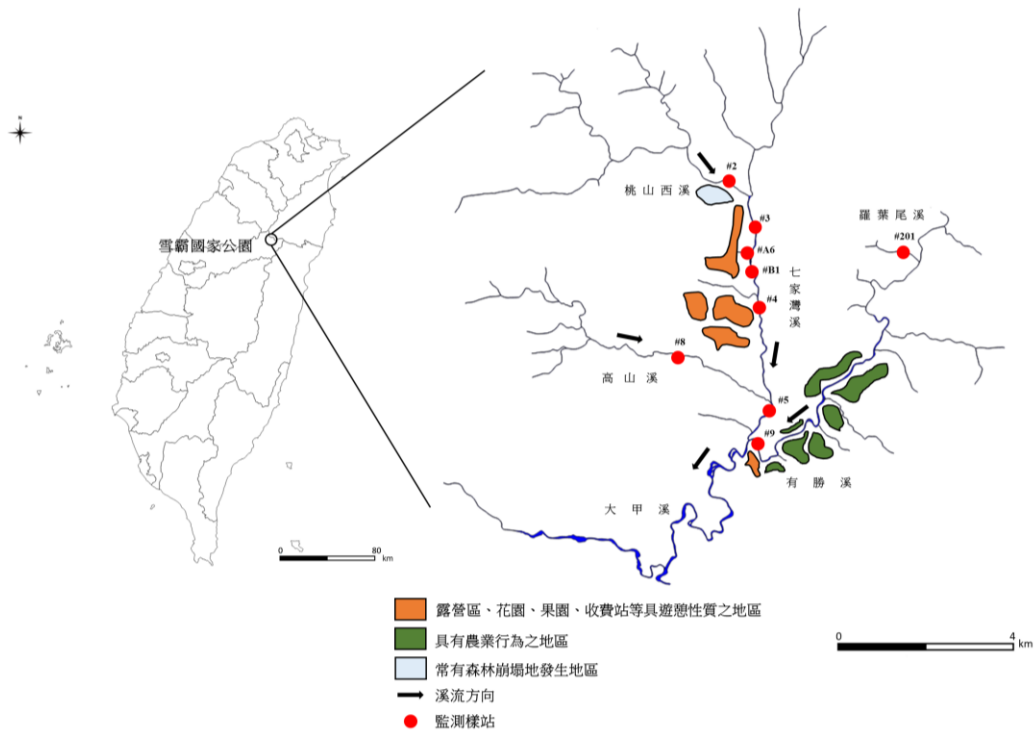 N
#2
桃山西溪
#3
羅葉尾溪
#201
雪霸國家公園
#A6
#B1
七家灣溪
#4
#8
高山溪
#5
#9
有勝溪
大甲溪
0 80 km
露營區、花園、果園、收費站等具遊憩性質之地區
具有農業行為之地區
0 4 km
常有森林崩塌地發生地區
溪流方向
監測樣站